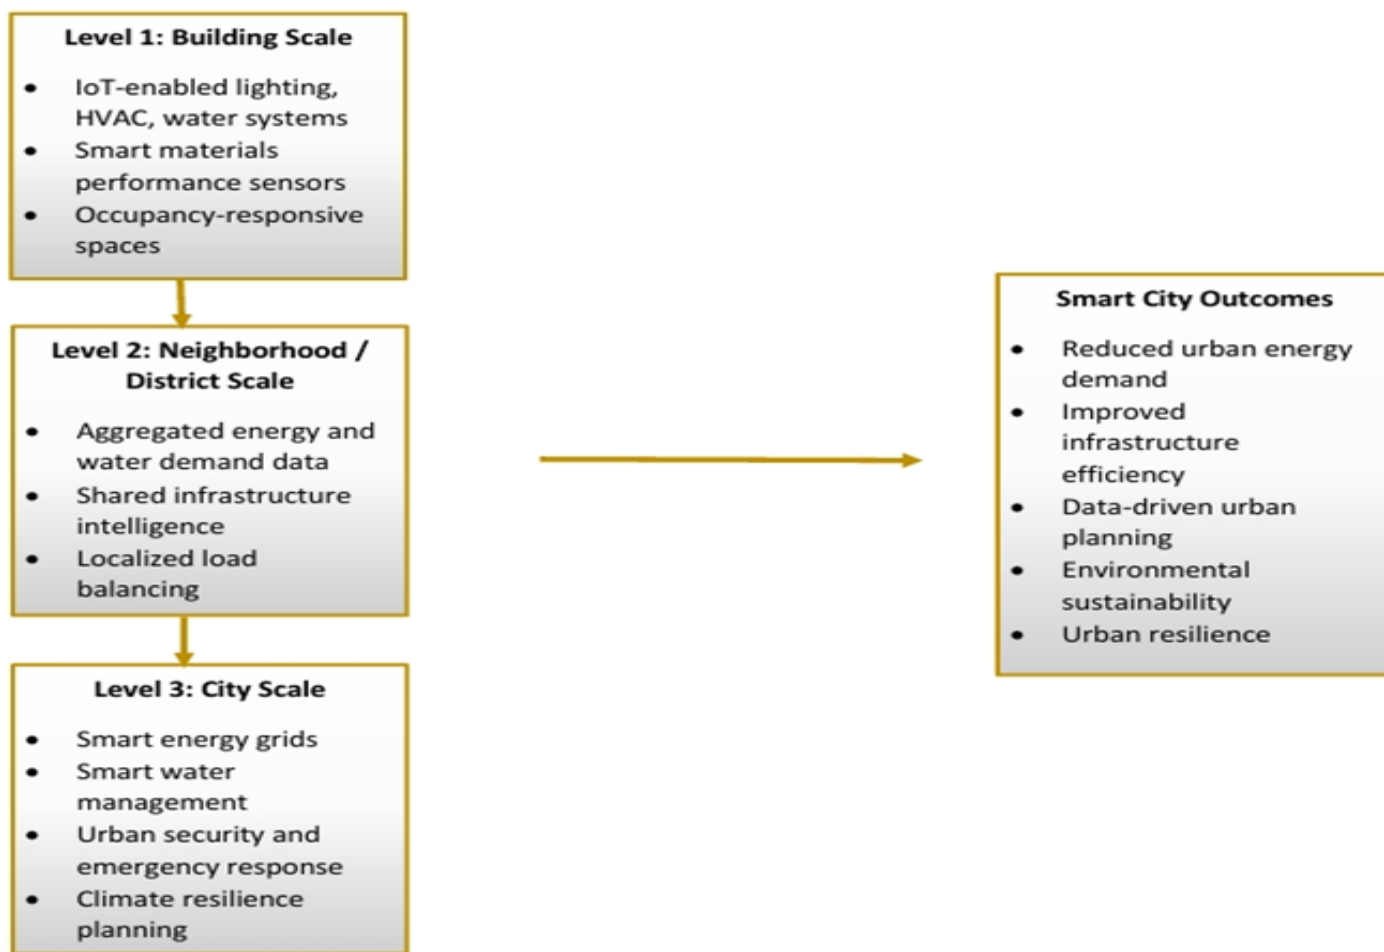 Level 1: Building Scale
• IoT-enabled lighting,
HVAC, water systems
• Smart materials
performance sensors
• Occupancy-responsive
spaces
Level 2: Neighborhood /
District Scale
• Aggregated energy and
water demand data
• Shared infrastructure
intelligence
• Localized load
balancing
Level 3: City Scale
• Smart energy grids
• Smart water
management
• Urban security and
emergency response
• Climate resilience
planning
Smart City Outcomes
• Reduced urban energy
demand
• Improved
infrastructure
efficiency
• Data-driven urban
planning
• Environmental
sustainability
• Urban resilience